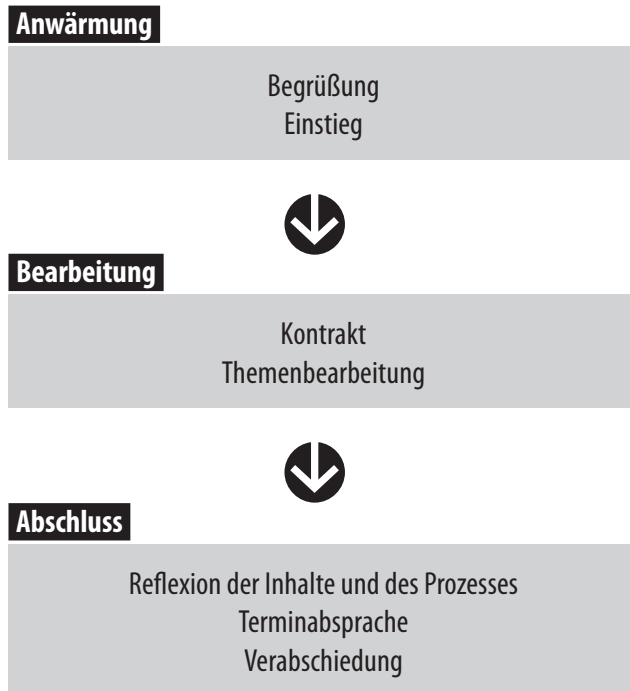 Anwärmung
Begrüßung
Einstieg
Bearbeitung
Kontrakt
Themenbearbeitung
Abschluss
Reflexion der Inhalte und des Prozesses
Terminabsprache
Verabschiedung